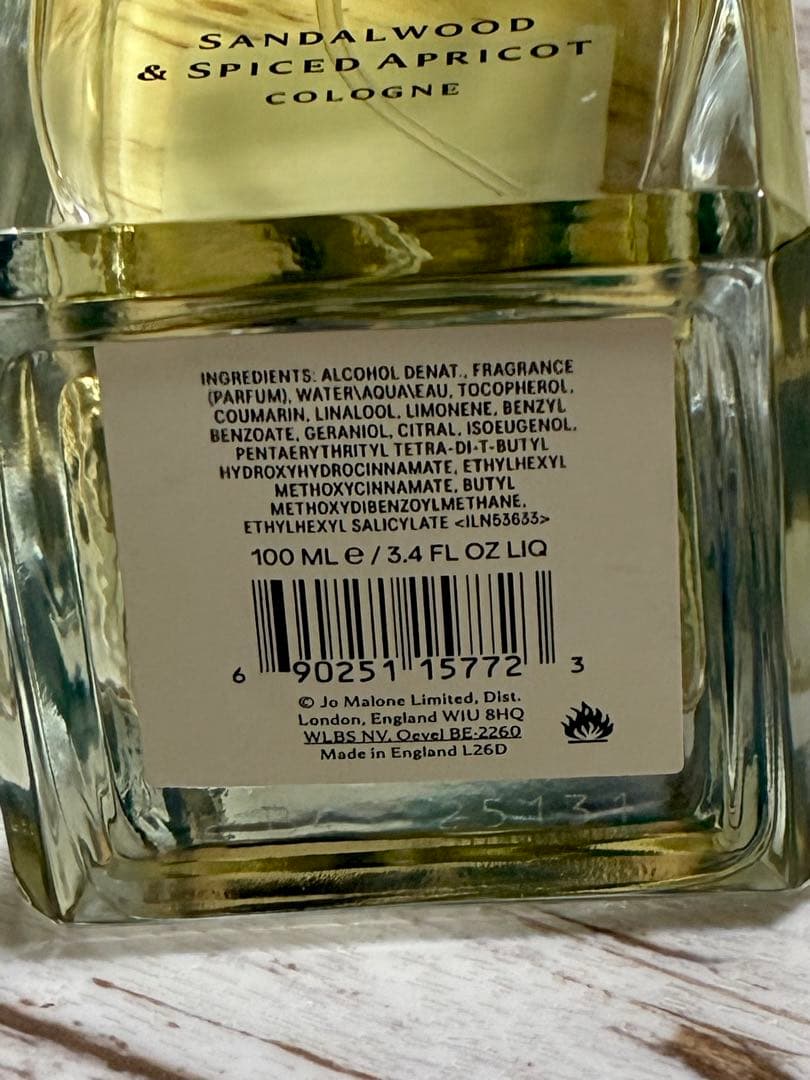 SANDALWOOD
& SPICED APRICOT
COLOGNE
INGREDIENTS: ALCOHOL DENAT., FRAGRANCE
(PARFUM), WATER\AQUA\EAU, TOCOPHEROL,
COUMARIN, LINALOOL, LIMONENE, BENZYL
BENZOATE, GERANIOL, CITRAL, ISOEUGENOL,
PENTAERYTHRITYL TETRA-DI-T-BUTYL
HYDROXYHYDROCINNAMATE, ETHYLHEXYL
METHOXYCINNAMATE, BUTYL
METHOXYDIBENZOYLMETHANE,
ETHYLHEXYL SALICYLATE <ILN53633>
100 ML e / 3.4 FL OZ LIQ
6 90251 15772 3
© Jo Malone Limited, Dist.
London, England W1U 8HQ
WLBS NV, Oevel BE-2260
Made in England L26D
25131